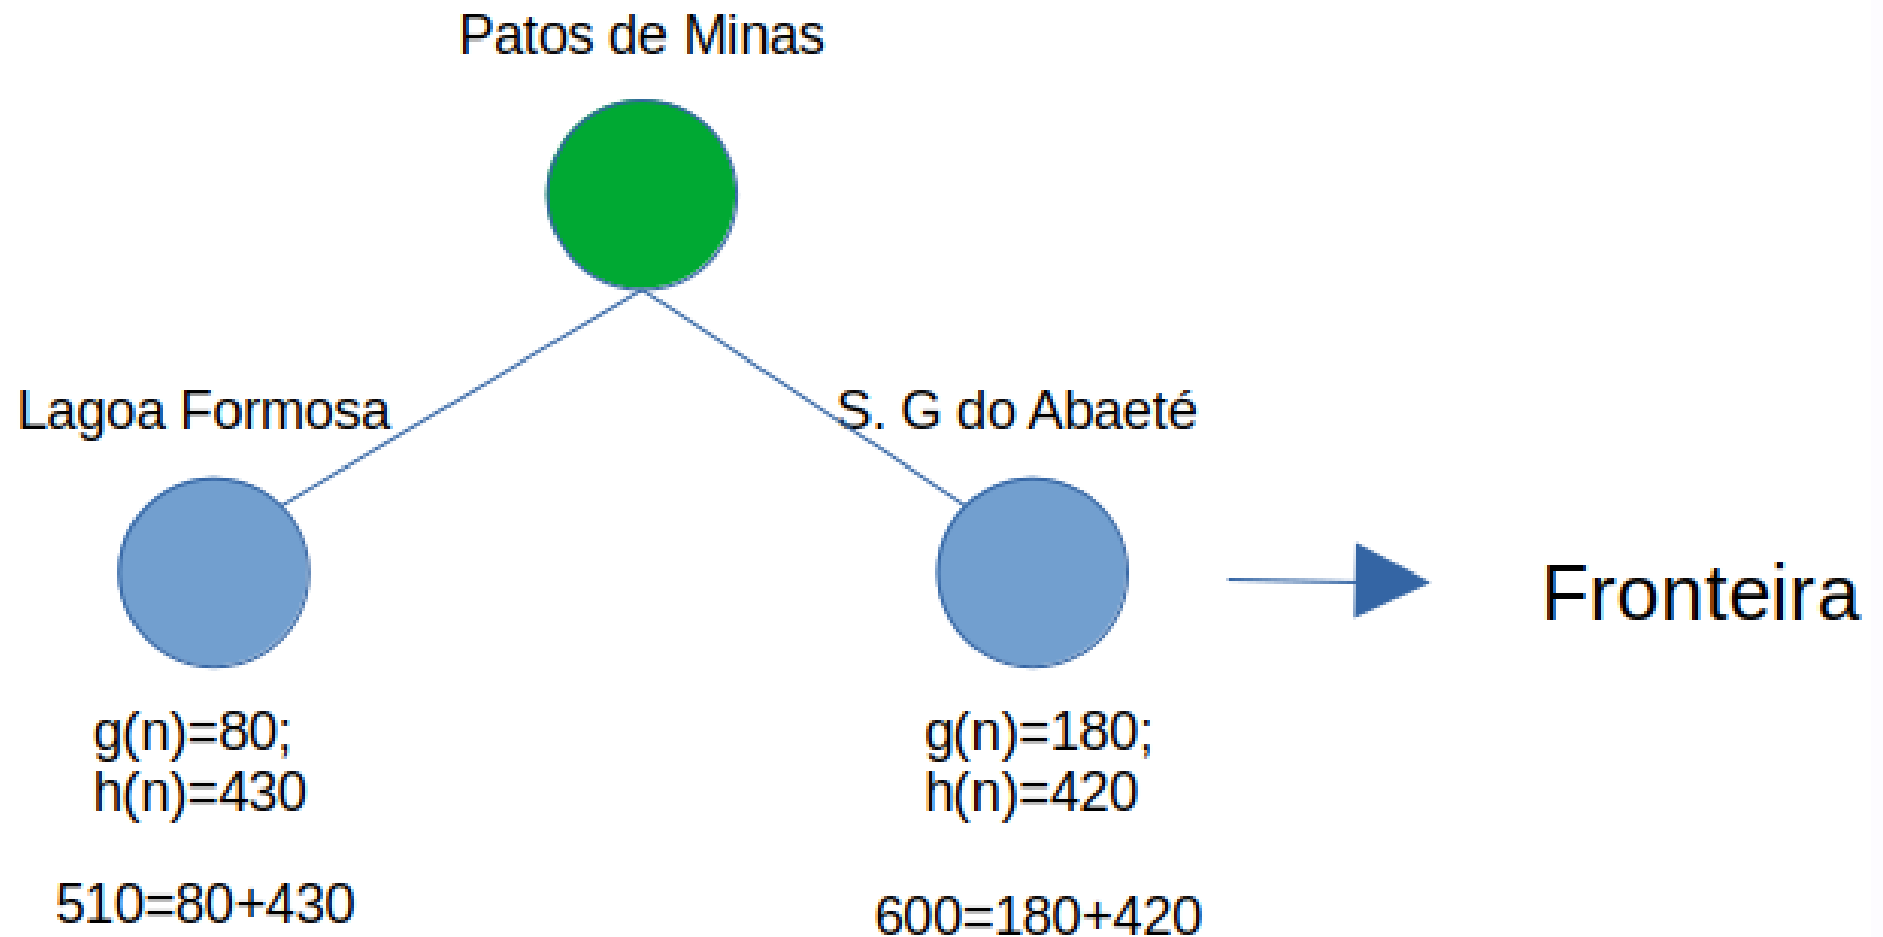 Patos de Minas
Lagoa Formosa
S. G do Abaeté
Fronteira
g(n)=80;
h(n)=430
510=80+430
g(n)=180;
h(n)=420
600=180+420